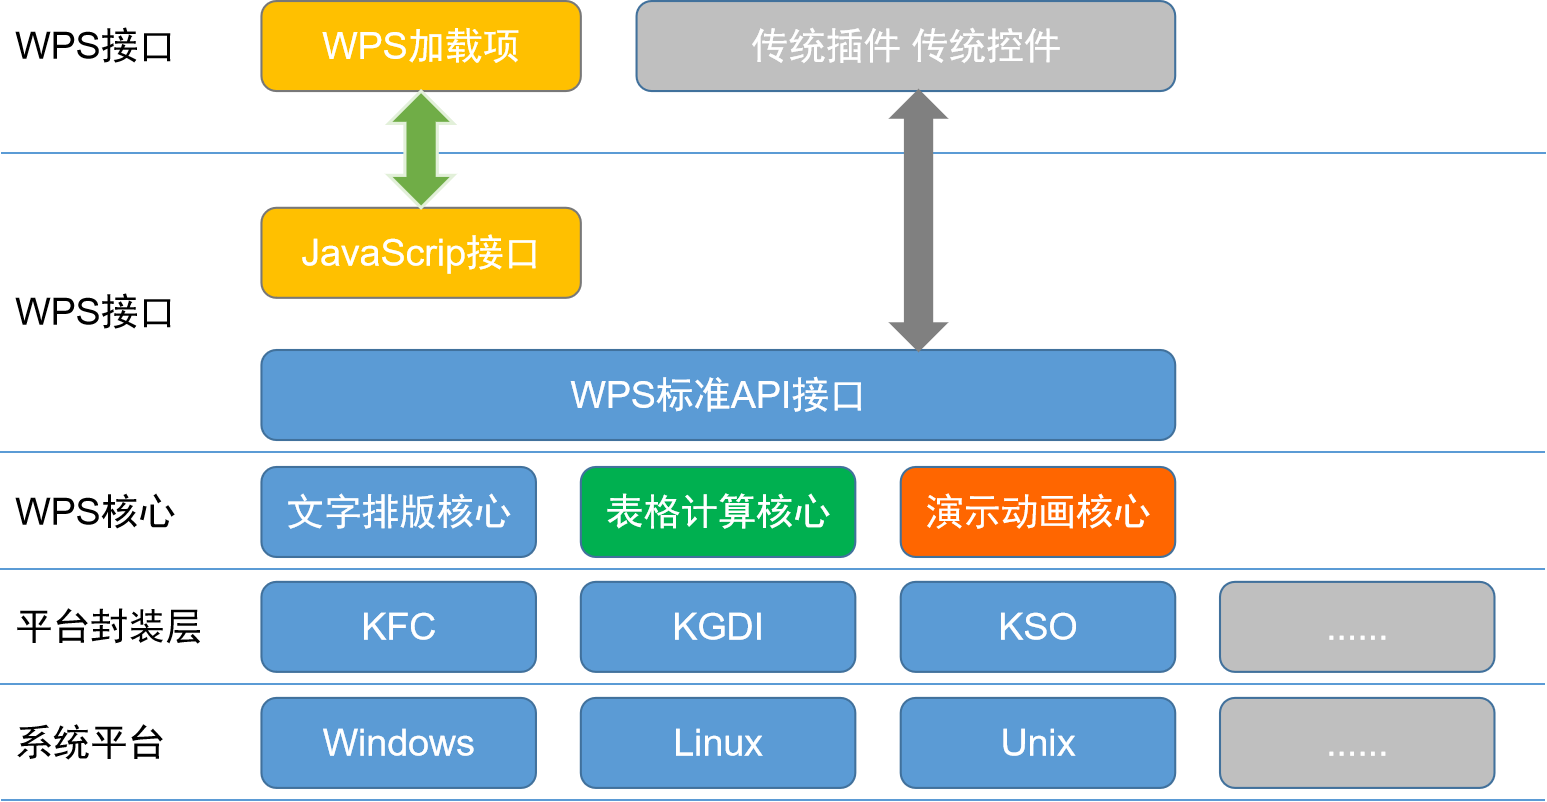 WPS接口
WPS加载项
传统插件 传统控件
JavaScrip接口
WPS接口
WPS标准API接口
WPS核心
文字排版核心
表格计算核心
演示动画核心
平台封装层
KFC
KGDI
KSO
......
系统平台
Windows
Linux
Unix
......